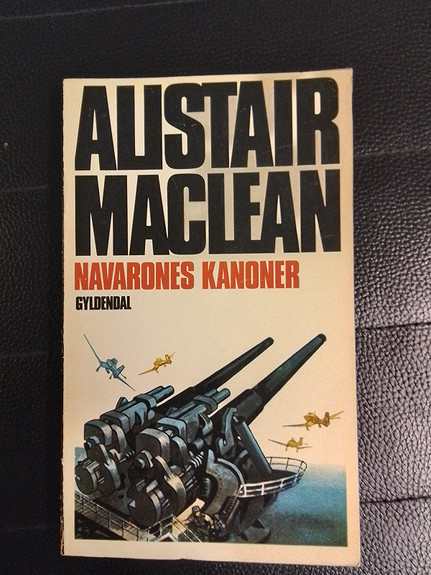 ALISTAIR
MACLEAN
NAVARONES KANONER
GYLDENDAL